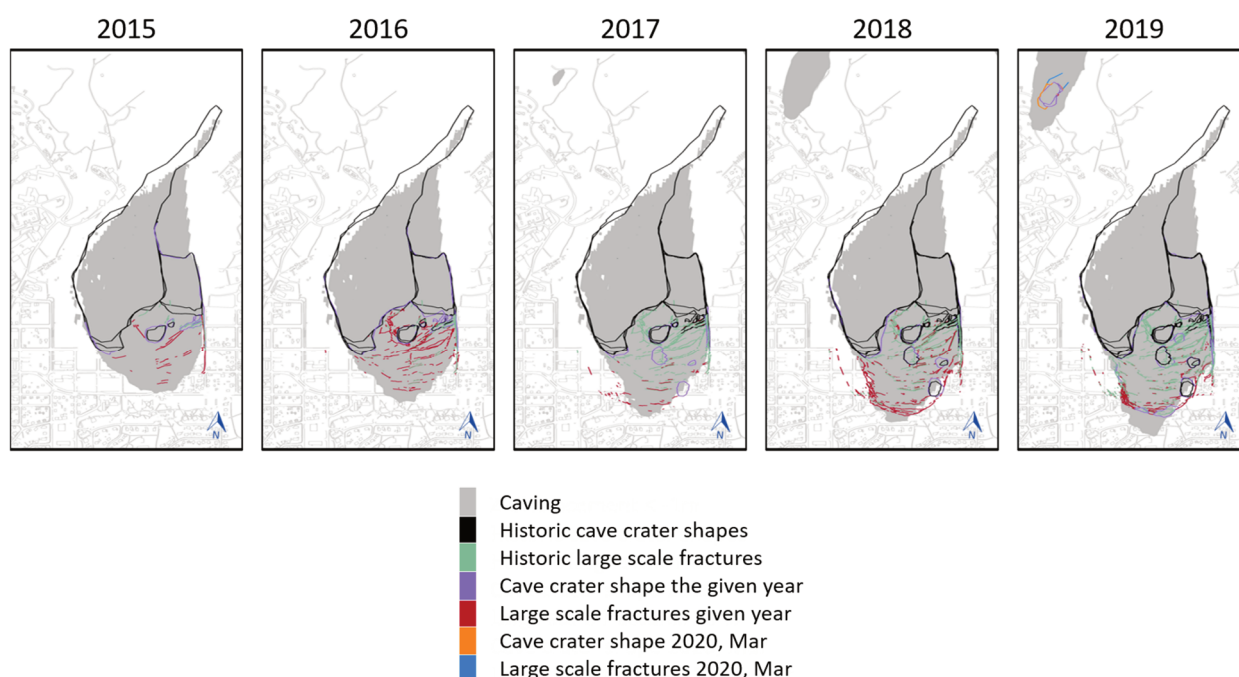 2015 2016 2017 2018 2019
N N N N N
Caving
Historic cave crater shapes
Historic large scale fractures
Cave crater shape the given year
Large scale fractures given year
Cave crater shape 2020, Mar
Large scale fractures 2020, Mar